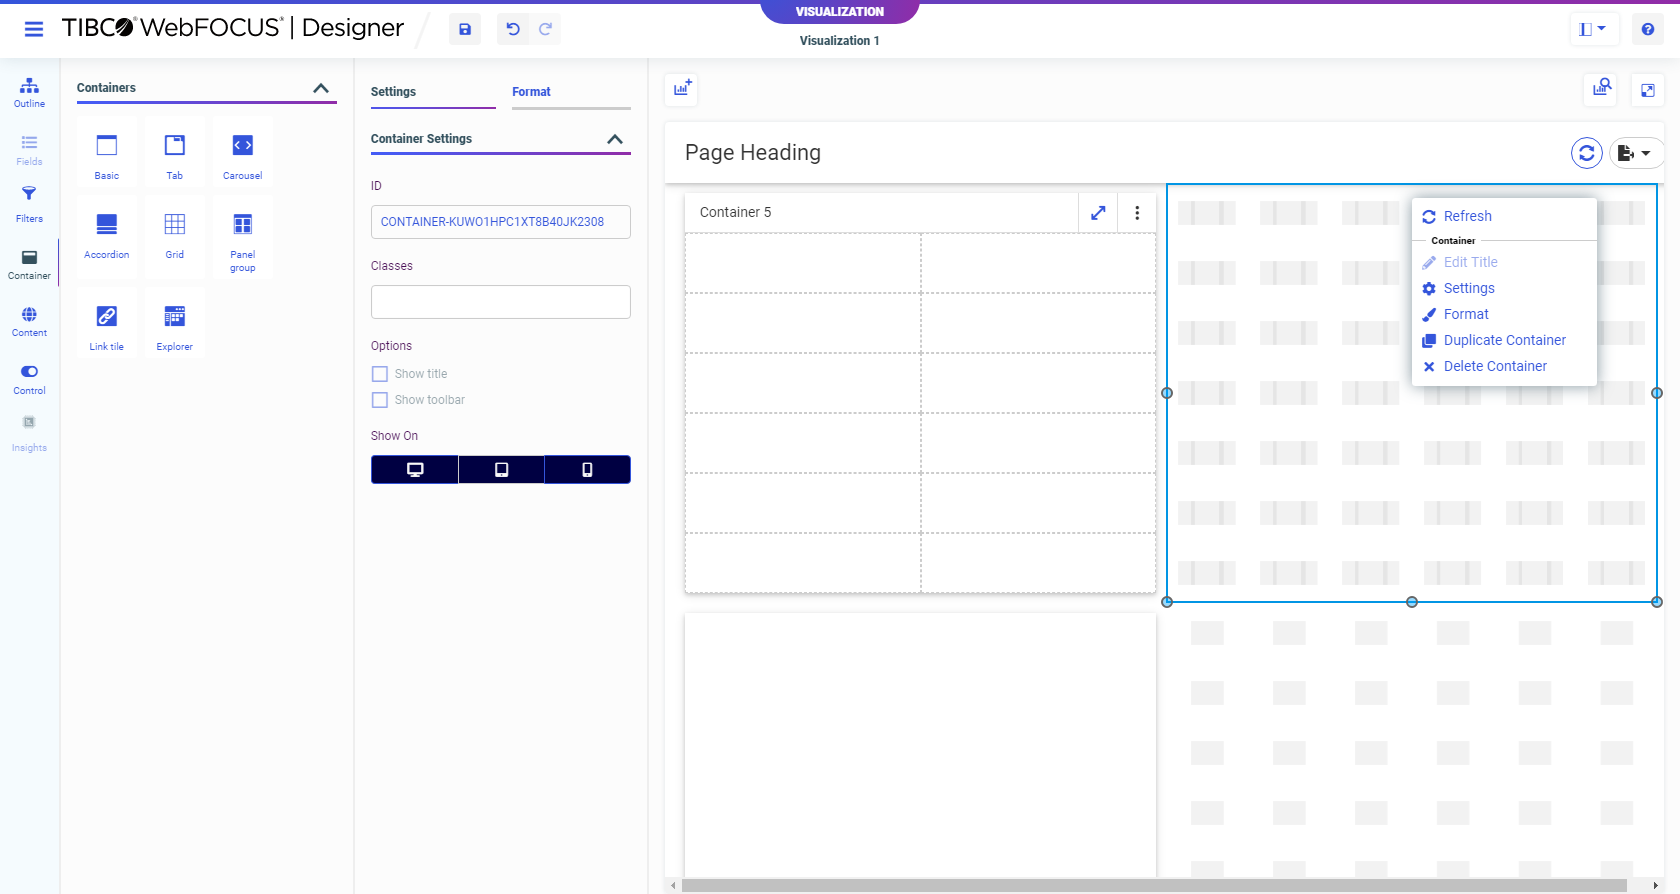 VISUALIZATION
TIBCO® WebFOCUS® | Designer
Visualization 1
Outline
Fields
Filters
Container
Content
Control
Insights
Containers
Basic
Tab
Carousel
Accordion
Grid
Panel
group
Link tile
Explorer
Settings
Format
Container Settings
ID
CONTAINER-KUWO1HPC1XT8B40JK2308
Classes
Options
Show title
Show toolbar
Show On
Page Heading
Container 5
Refresh
Container
Edit Title
Settings
Format
Duplicate Container
Delete Container